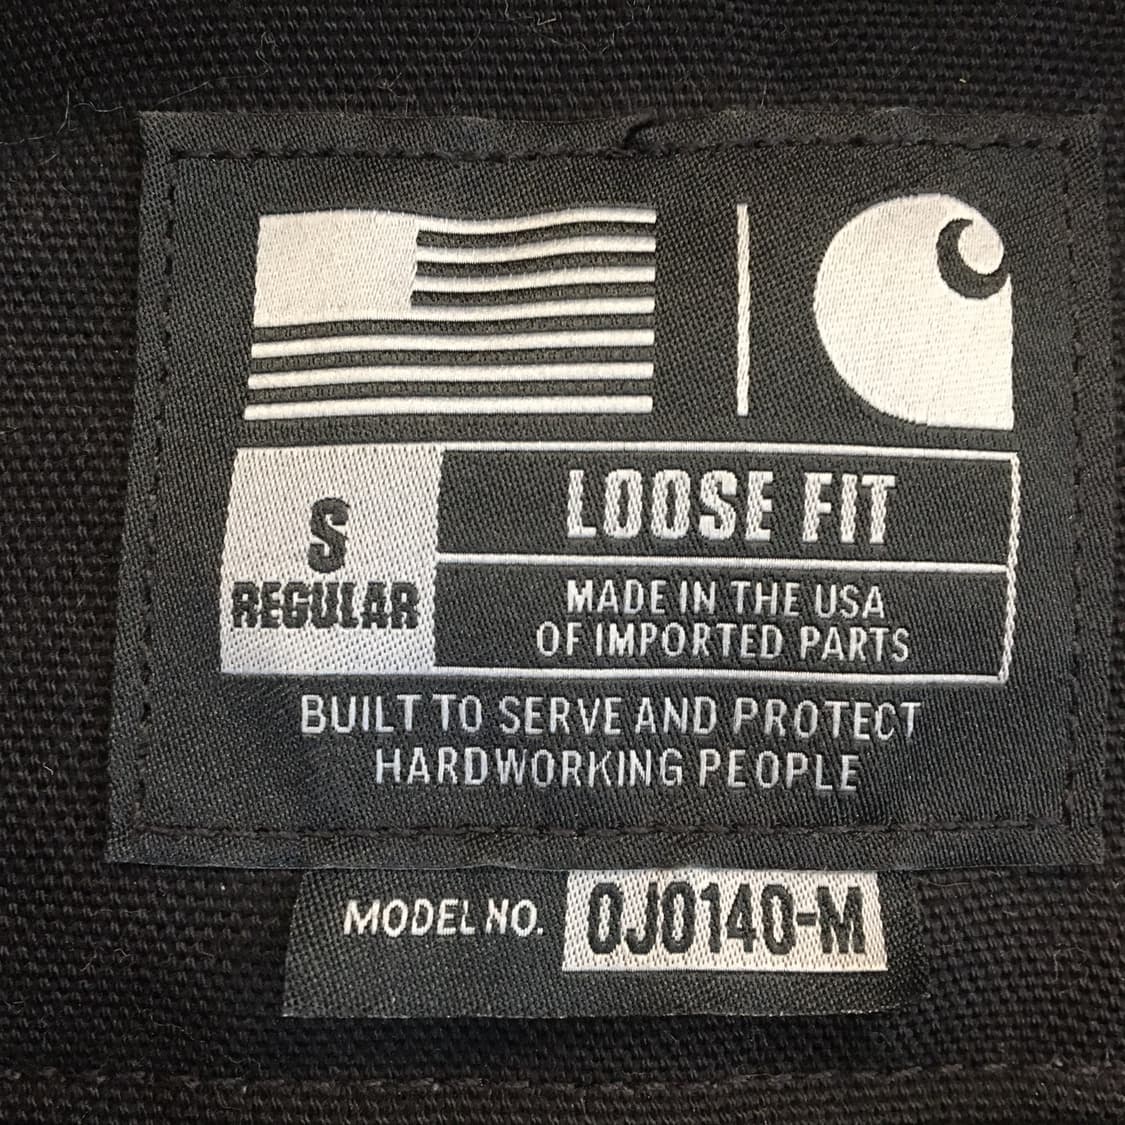 S
REGULAR
LOOSE FIT
MADE IN THE USA
OF IMPORTED PARTS
BUILT TO SERVE AND PROTECT
HARDWORKING PEOPLE
MODEL NO. OJ0140-M